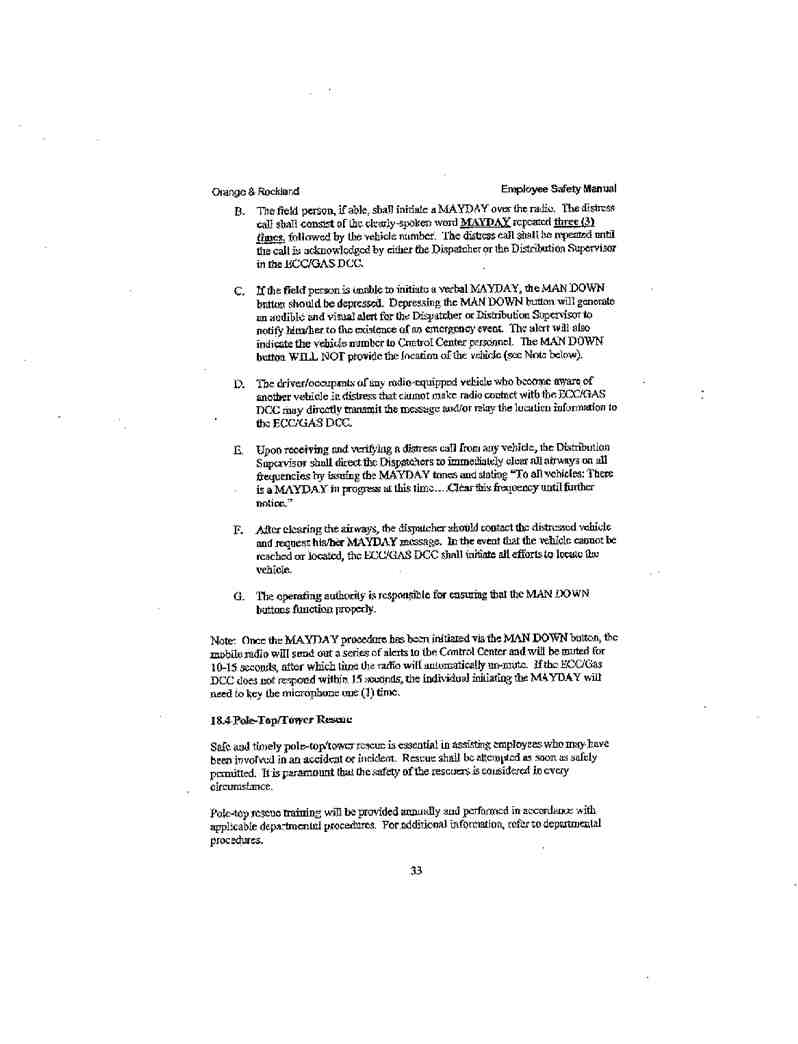 Orange & Rockland Employee Safety Manual
B. The field person, if able, shall initiate a MAYDAY over the radio. The distress
call shall consist of the clearly-spoken word MAYDAY repeated three (3)
times, followed by the vehicle number. The distress call shall be repeated until
the call is acknowledged by either the Dispatcher or the Distribution Supervisor
in the ECC/GAS DCC.
C. If the field person is unable to initiate a verbal MAYDAY, the MAN DOWN
button should be depressed. Depressing the MAN DOWN button will generate
an audible and visual alert for the Dispatcher or Distribution Supervisor to
notify him/her to the existence of an emergency event. The alert will also
indicate the vehicle number to Control Center personnel. The MAN DOWN
button WILL NOT provide the location of the vehicle (see Note below).
D. The driver/occupants of any radio-equipped vehicle who become aware of
another vehicle in distress that cannot make radio contact with the ECC/GAS
DCC may directly transmit the message and/or relay the location information to
the ECC/GAS DCC.
E. Upon receiving and verifying a distress call from any vehicle, the Distribution
Supervisor shall direct the Dispatchers to immediately clear all airways on all
frequencies by issuing the MAYDAY tones and stating "To all vehicles: There
is a MAYDAY in progress at this time....Clear this frequency until further
notice."
F. After clearing the airways, the dispatcher should contact the distressed vehicle
and request his/her MAYDAY message. In the event that the vehicle cannot be
reached or located, the ECC/GAS DCC shall initiate all efforts to locate the
vehicle.
G. The operating authority is responsible for ensuring that the MAN DOWN
buttons function properly.
Note: Once the MAYDAY procedure has been initiated via the MAN DOWN button, the
mobile radio will send out a series of alerts to the Control Center and will be muted for
10-15 seconds, after which time the radio will automatically un-mute. If the ECC/Gas
DCC does not respond within 15 seconds, the individual initiating the MAYDAY will
need to key the microphone one (1) time.
18.4 Pole-Top/Tower Rescue
Safe and timely pole-top/tower rescue is essential in assisting employees who may have
been involved in an accident or incident. Rescue shall be attempted as soon as safely
permitted. It is paramount that the safety of the rescuers is considered in every
circumstance.
Pole-top rescue training will be provided annually and performed in accordance with
applicable departmental procedures. For additional information, refer to departmental
procedures.
33